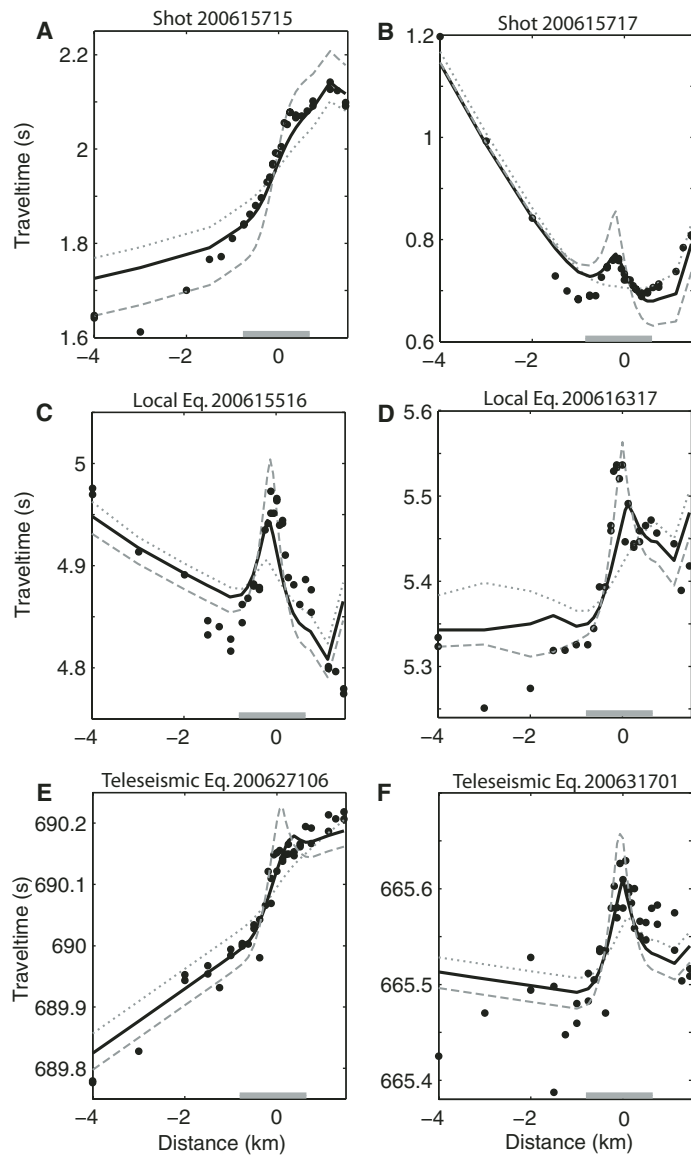 A Shot 200615715
2.2
2
1.8
1.6
Traveltime (s)
−4 −2 0
B Shot 200615717
1.2
1
0.8
0.6
−4 −2 0
C Local Eq. 200615516
5
4.9
4.8
Traveltime (s)
−4 −2 0
D Local Eq. 200616317
5.6
5.5
5.4
5.3
−4 −2 0
E Teleseismic Eq. 200627106
690.2
690.1
690
689.9
689.8
Traveltime (s)
−4 −2 0
Distance (km)
F Teleseismic Eq. 200631701
665.6
665.5
665.4
−4 −2 0
Distance (km)